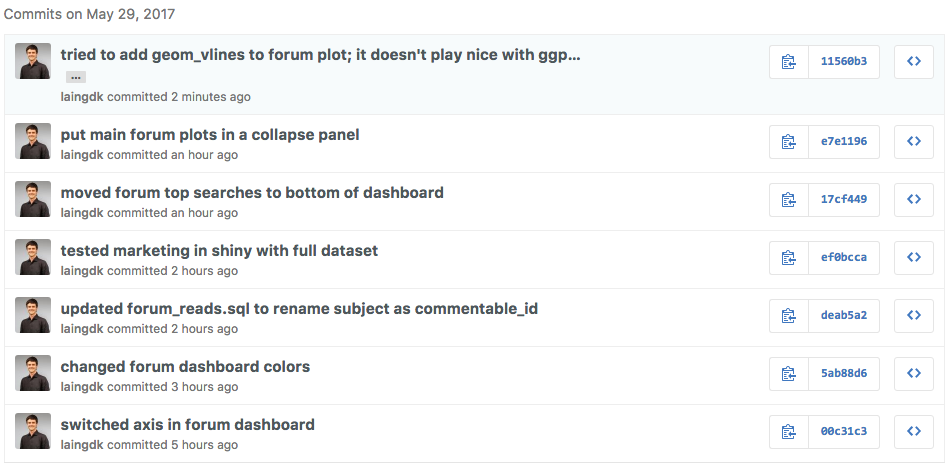 Commits on May 29, 2017
tried to add geom_vlines to forum plot; it doesn't play nice with ggp...
...
laingdk committed 2 minutes ago
11560b3
put main forum plots in a collapse panel
laingdk committed an hour ago
e7e1196
moved forum top searches to bottom of dashboard
laingdk committed an hour ago
17cf449
tested marketing in shiny with full dataset
laingdk committed 2 hours ago
ef0bcca
updated forum_reads.sql to rename subject as commentable_id
laingdk committed 2 hours ago
deab5a2
changed forum dashboard colors
laingdk committed 3 hours ago
5ab88d6
switched axis in forum dashboard
laingdk committed 5 hours ago
00c31c3